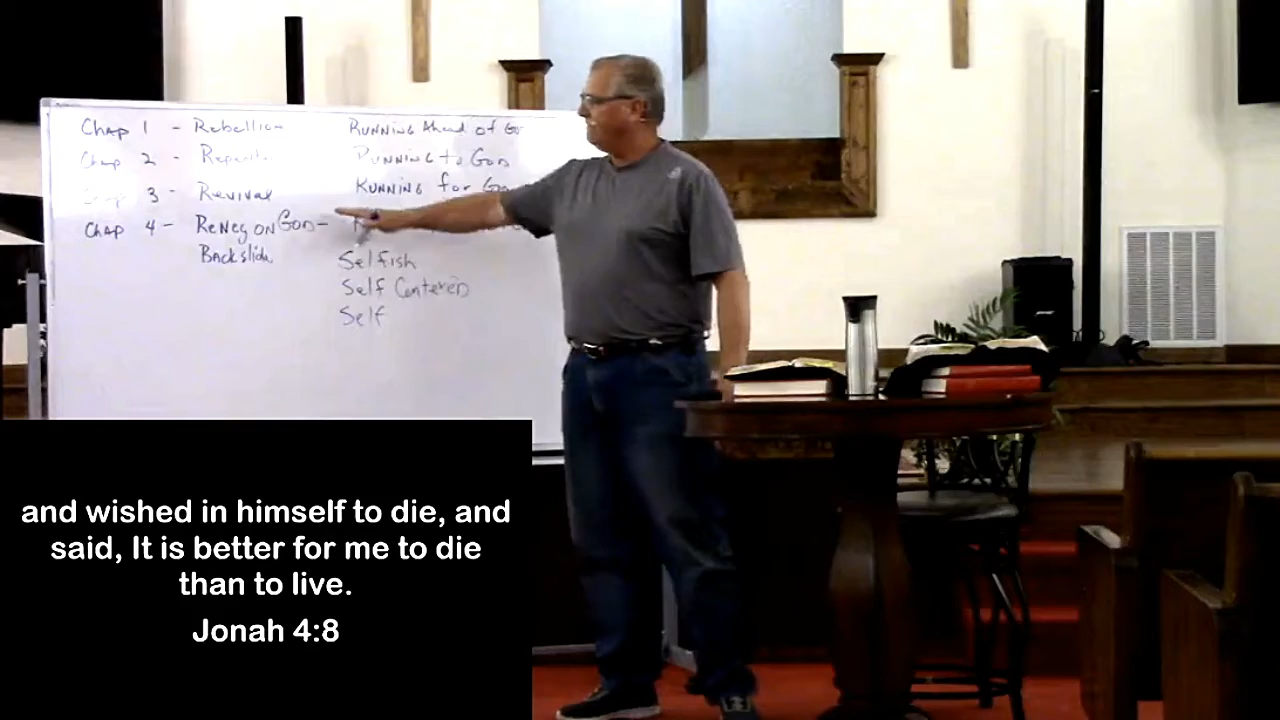 Chap 1 - Rebellion Running Ahead of Go
Chap 2 - Repent Running to God
3 - Revival Running for God
Chap 4 - Reneg on God -
Backslide Selfish
Self Centered
Self
and wished in himself to die, and
said, It is better for me to die
than to live.
Jonah 4:8